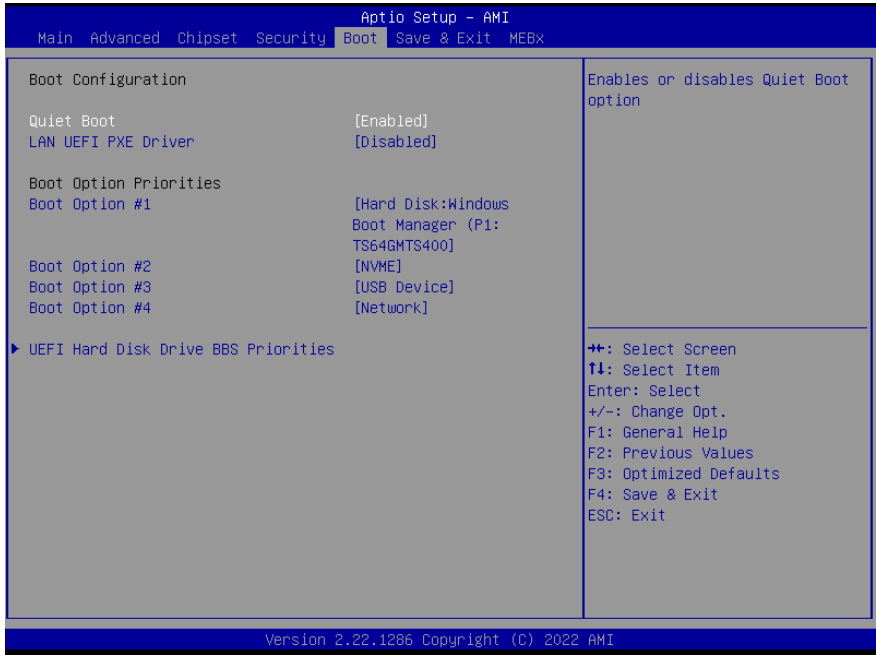 Aptio Setup – AMI
Main Advanced Chipset Security Boot Save & Exit MEBx
Boot Configuration
Quiet Boot [Enabled]
LAN UEFI PXE Driver [Disabled]
Boot Option Priorities
Boot Option #1 [Hard Disk:Windows
Boot Manager (P1:
TS64GMTS400]
Boot Option #2 [NVME]
Boot Option #3 [USB Device]
Boot Option #4 [Network]
UEFI Hard Disk Drive BBS Priorities
Enables or disables Quiet Boot
option
→←: Select Screen
↑↓: Select Item
Enter: Select
+/-: Change Opt.
F1: General Help
F2: Previous Values
F3: Optimized Defaults
F4: Save & Exit
ESC: Exit
Version 2.22.1286 Copyright (C) 2022 AMI